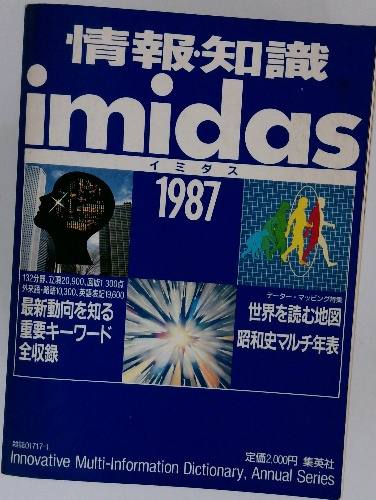 情報・知識
imidas
イミダス
1987
132分野、立項20,900、図版1,300点
外来語・略語10,300、英語表記19,600
最新動向を知る
重要キーワード
全収録
データー・マッピング特集
世界を読む地図
昭和史マルチ年表
定価2,000円 集英社
Innovative Multi-Information Dictionary, Annual Series